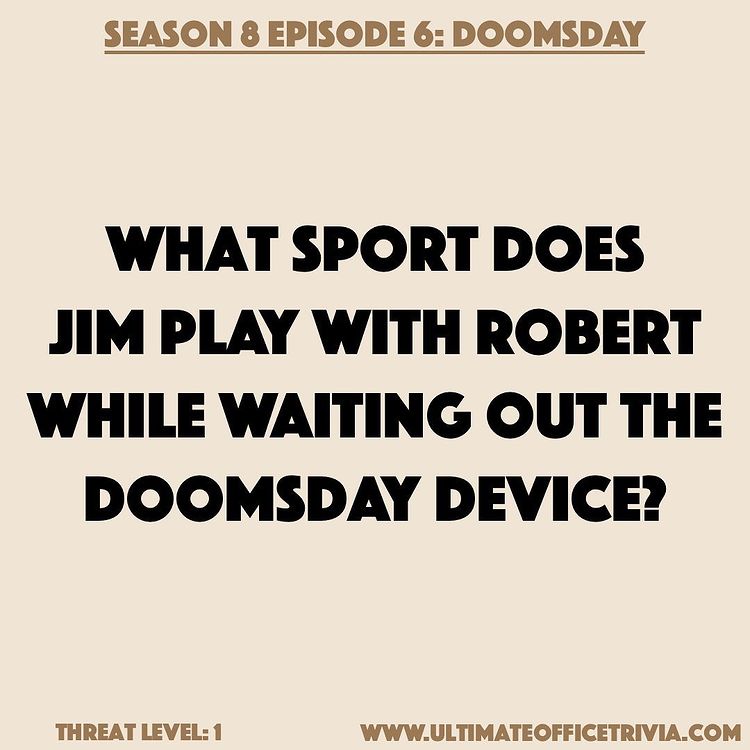 SEASON 8 EPISODE 6: DOOMSDAY
WHAT SPORT DOES
JIM PLAY WITH ROBERT
WHILE WAITING OUT THE
DOOMSDAY DEVICE?
THREAT LEVEL: 1
WWW.ULTIMATEOFFICETRIVIA.COM